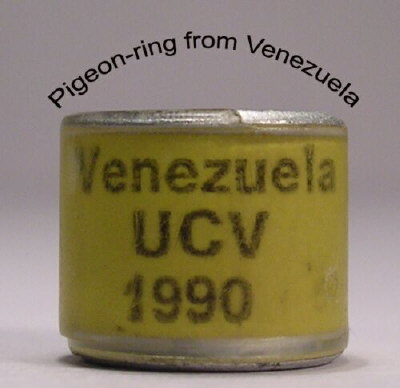 Pigeon-ring from Venezuela
Venezuela
UCV
1990